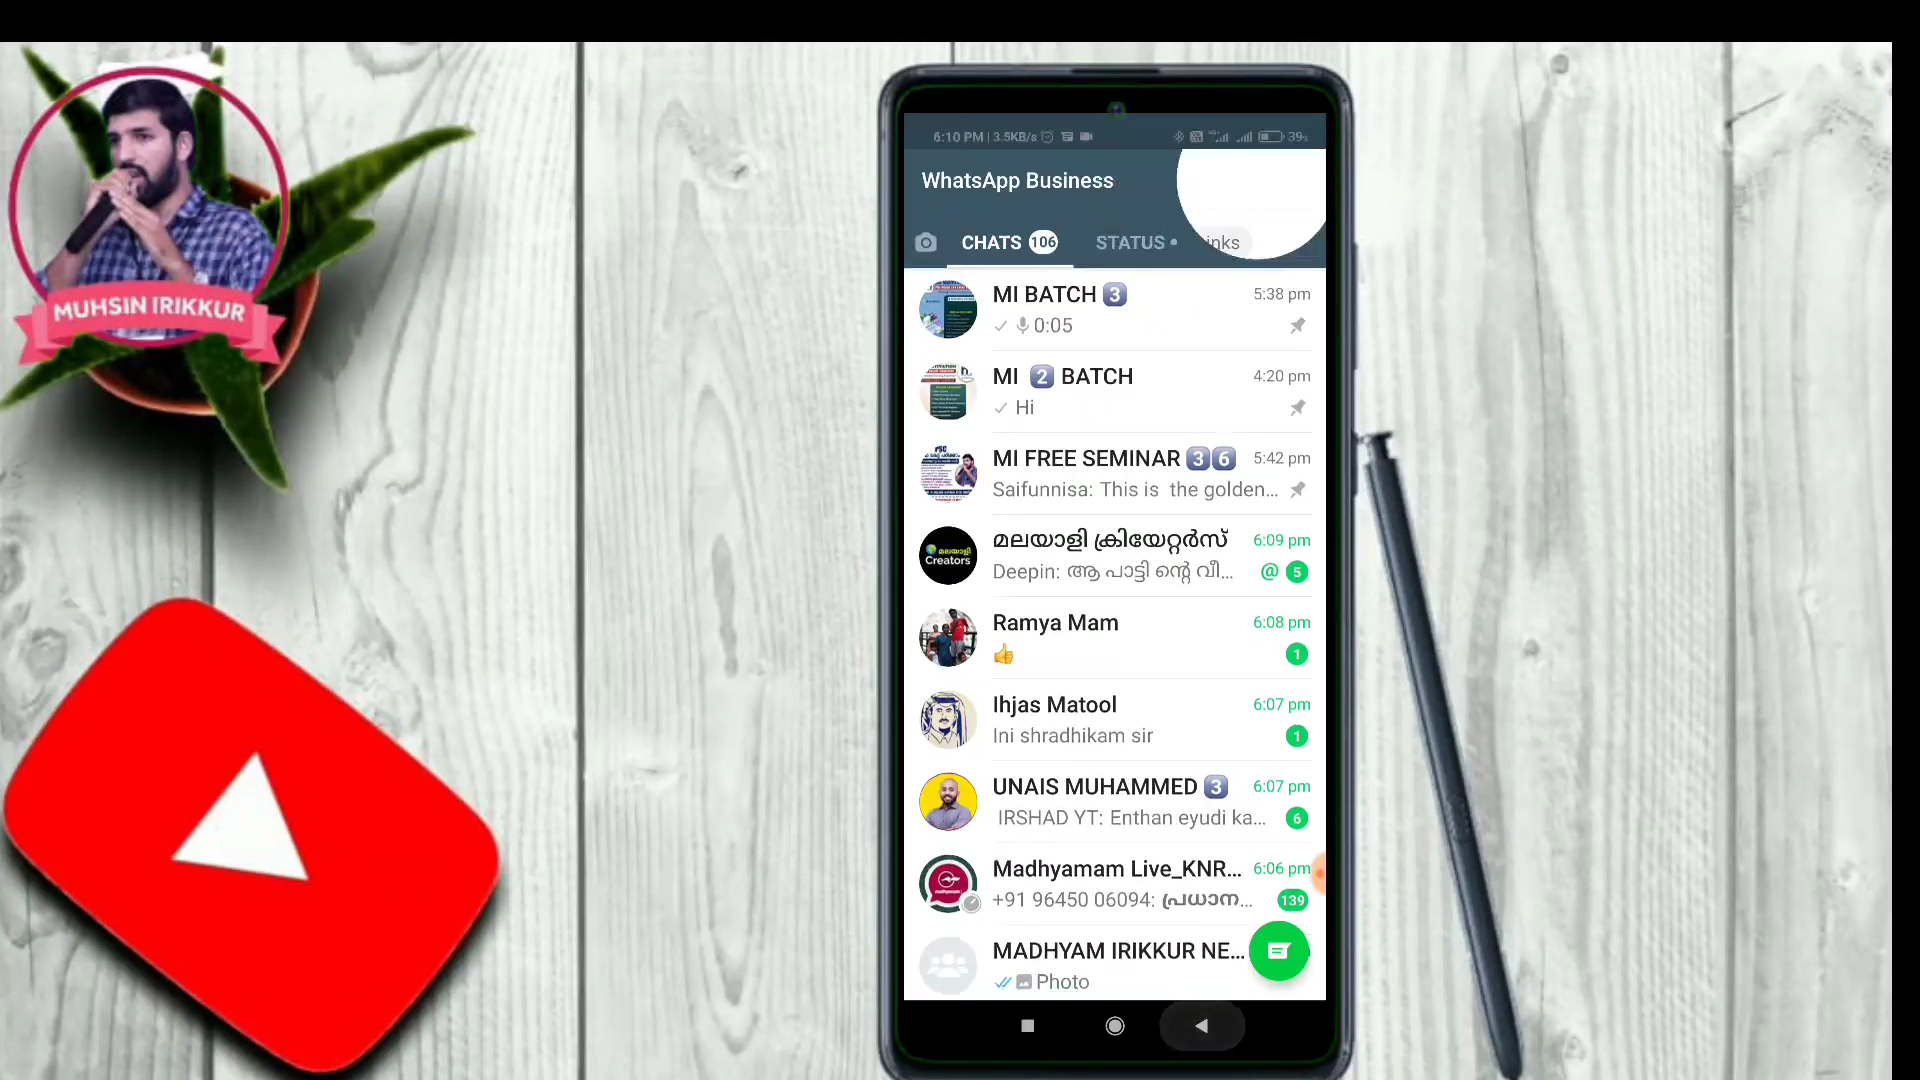 MUHSIN IRIKKUR
6:10 PM | 3.5KB/s
39%
WhatsApp Business
CHATS 106
STATUS
inks
MI BATCH 3
5:38 pm
0:05
MI 2 BATCH
4:20 pm
Hi
MI FREE SEMINAR 3 6
5:42 pm
Saifunnisa: This is the golden...
മലയാളി ക്രിയേറ്റർസ്
6:09 pm
മലയാളി
Creators
Deepin: ആ പാട്ടി ന്റെ വീ...
@ 5
Ramya Mam
6:08 pm
👍
1
Ihjas Matool
6:07 pm
Ini shradhikam sir
1
UNAIS MUHAMMED 3
6:07 pm
IRSHAD YT: Enthan eyudi ka...
6
Madhyamam Live_KNR...
6:06 pm
+91 96450 06094: പ്രധാന...
139
MADHYAM IRIKKUR NE...
Photo